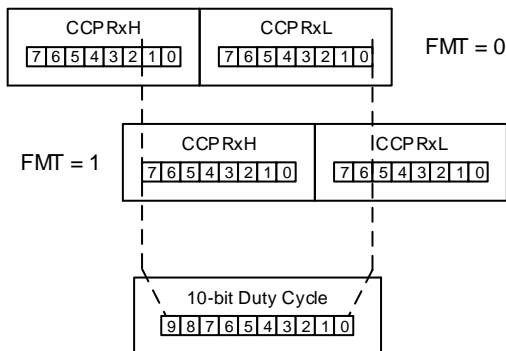 CCPRxH CCPRxL
7 6 5 4 3 2 1 0 7 6 5 4 3 2 1 0
FMT = 0
CCPRxH CCPRxL
FMT = 1
7 6 5 4 3 2 1 0 7 6 5 4 3 2 1 0
10-bit Duty Cycle
9 8 7 6 5 4 3 2 1 0